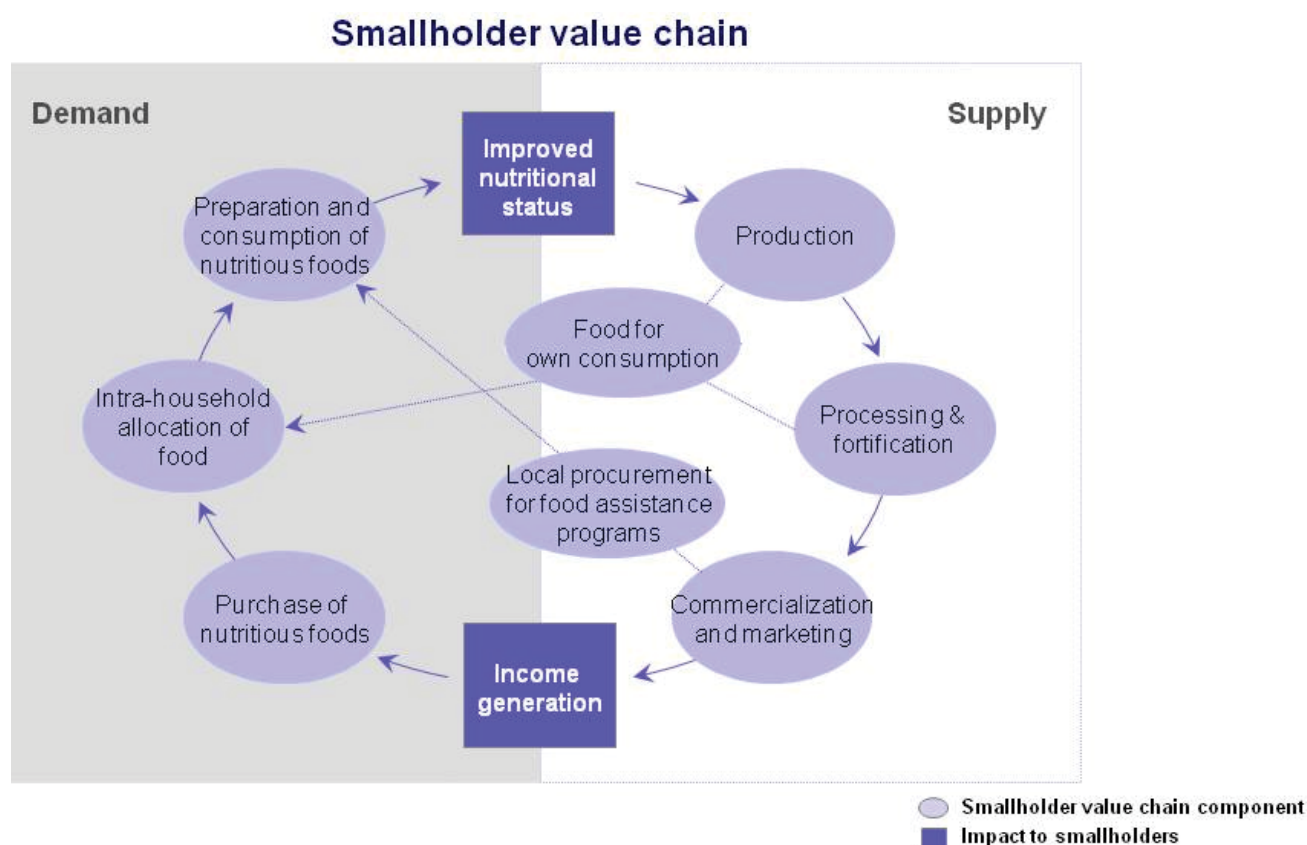 Smallholder value chain
Demand
Supply
Improved
nutritional
status
Preparation and
consumption of
nutritious foods
Production
Food for
own consumption
Intra-household
allocation of
food
Processing &
fortification
Local procurement
for food assistance
programs
Purchase of
nutritious foods
Commercialization
and marketing
Income
generation
Smallholder value chain component
Impact to smallholders